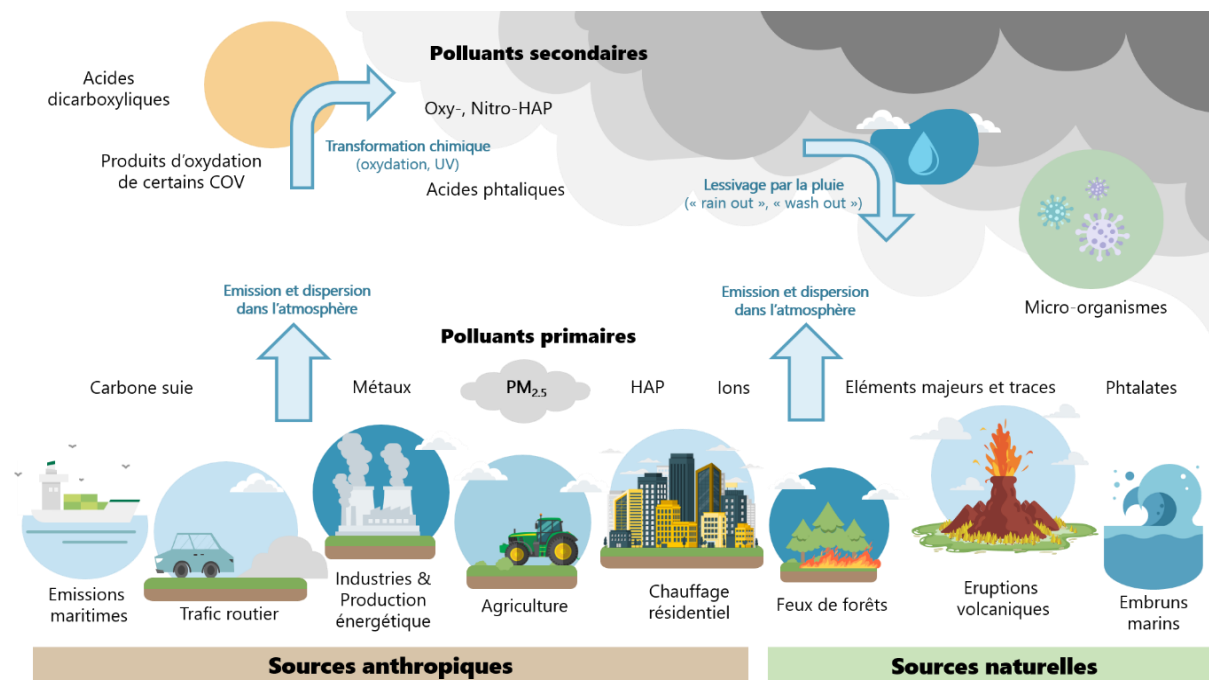 Polluants secondaires
Acides
dicarboxyliques
Oxy-, Nitro-HAP
Transformation chimique
(oxydation, UV)
Produits d'oxydation
de certains COV
Acides phtaliques
Lessivage par la pluie
(« rain out », « wash out »)
Micro-organismes
Emission et dispersion
dans l'atmosphère
Emission et dispersion
dans l'atmosphère
Polluants primaires
Carbone suie
Métaux
PM2.5
HAP
Ions
Eléments majeurs et traces
Phtalates
Emissions
maritimes
Trafic routier
Industries &
Production
énergétique
Agriculture
Chauffage
résidentiel
Feux de forêts
Eruptions
volcaniques
Embruns
marins
Sources anthropiques
Sources naturelles